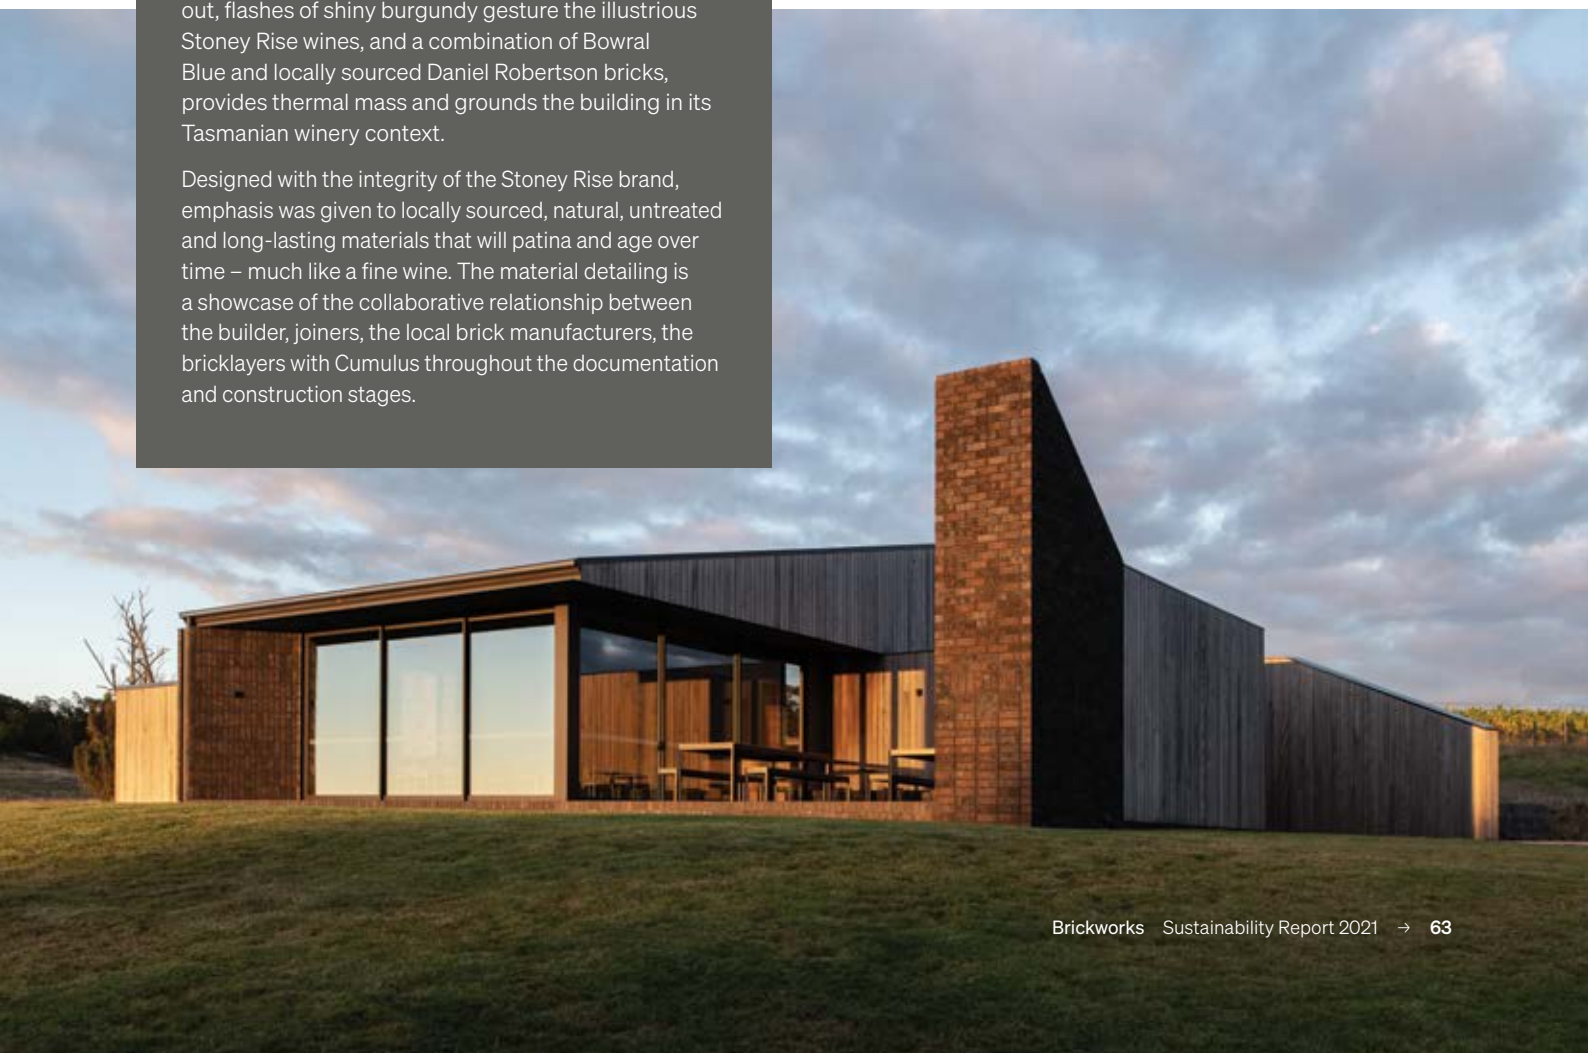 out, flashes of shiny burgundy gesture the illustrious
Stoney Rise wines, and a combination of Bowral
Blue and locally sourced Daniel Robertson bricks,
provides thermal mass and grounds the building in its
Tasmanian winery context.
Designed with the integrity of the Stoney Rise brand,
emphasis was given to locally sourced, natural, untreated
and long-lasting materials that will patina and age over
time – much like a fine wine. The material detailing is
a showcase of the collaborative relationship between
the builder, joiners, the local brick manufacturers, the
bricklayers with Cumulus throughout the documentation
and construction stages.
Brickworks Sustainability Report 2021 → 63